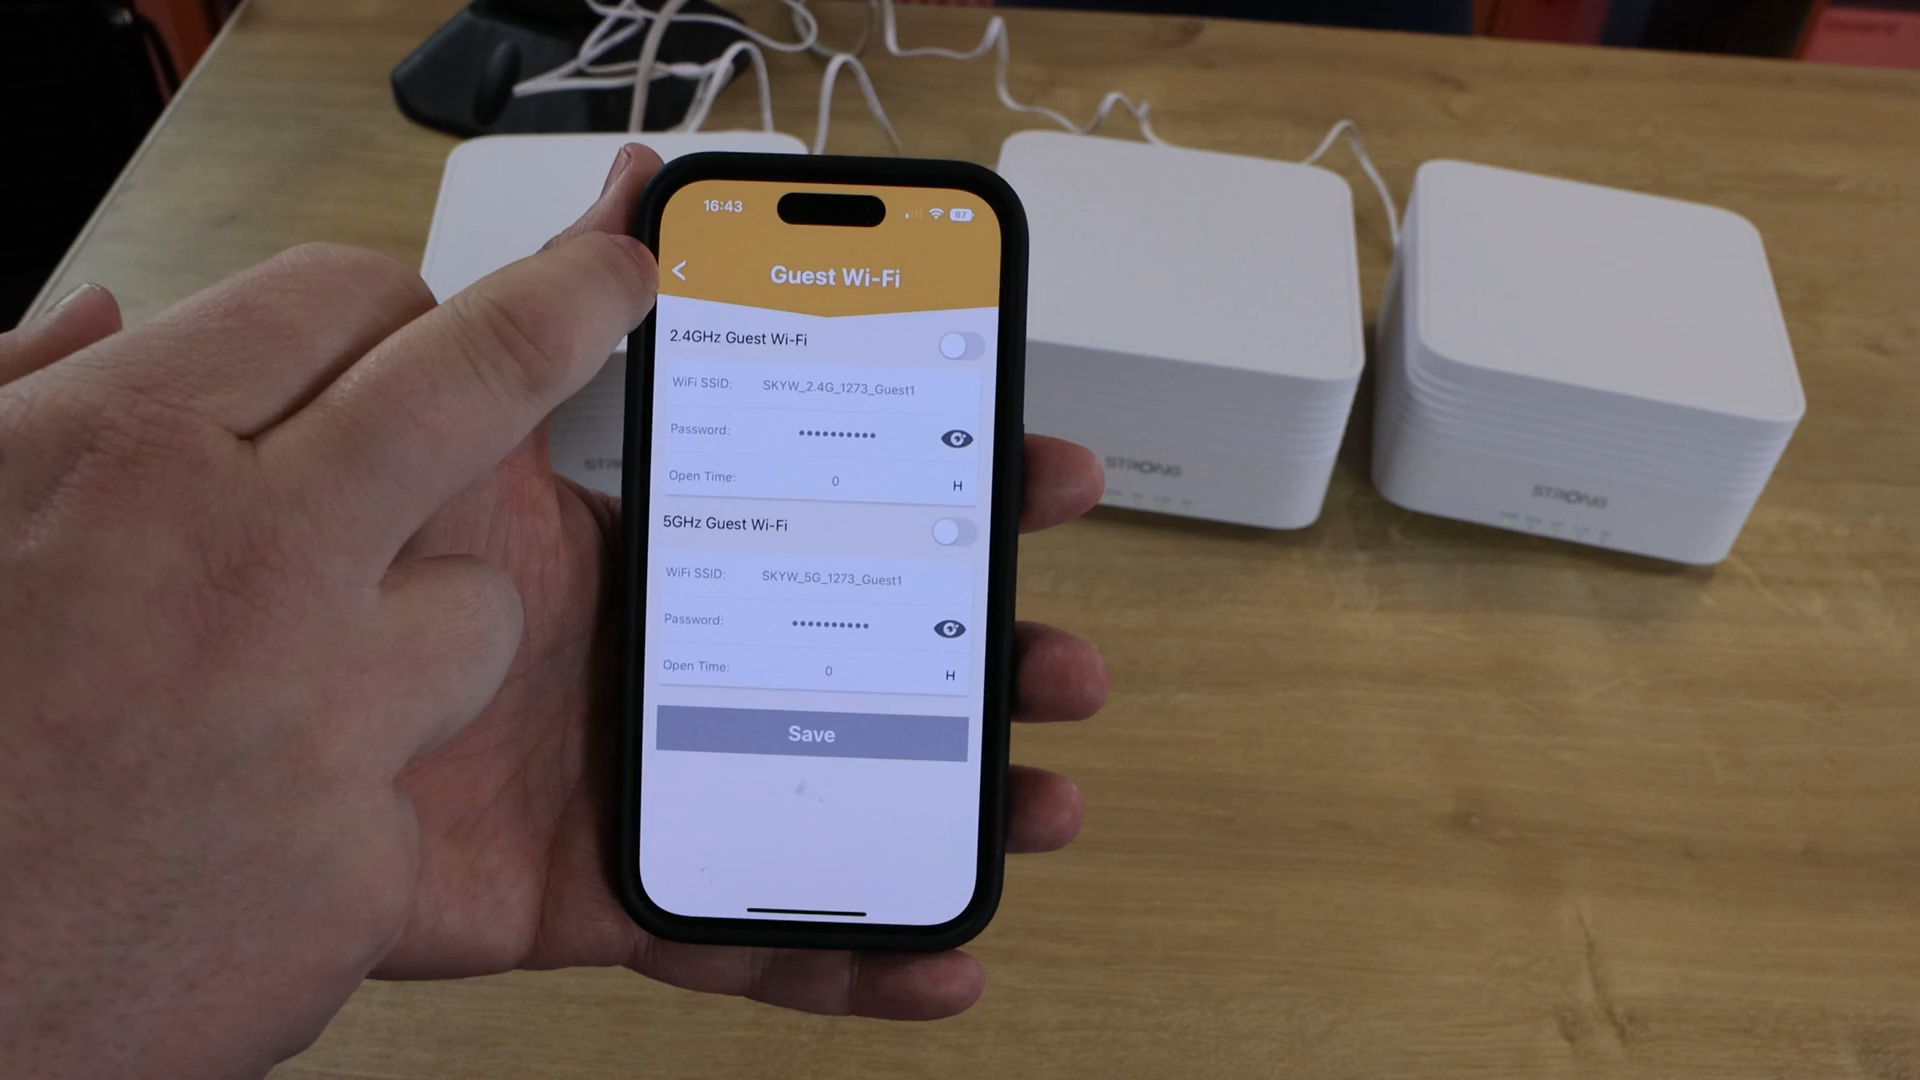 16:43
87
<
Guest Wi-Fi
2.4GHz Guest Wi-Fi
WiFi SSID: SKYW_2.4G_1273_Guest1
Password: ••••••••••
Open Time: 0 H
5GHz Guest Wi-Fi
WiFi SSID: SKYW_5G_1273_Guest1
Password: ••••••••••
Open Time: 0 H
Save
STRONG
STRONG